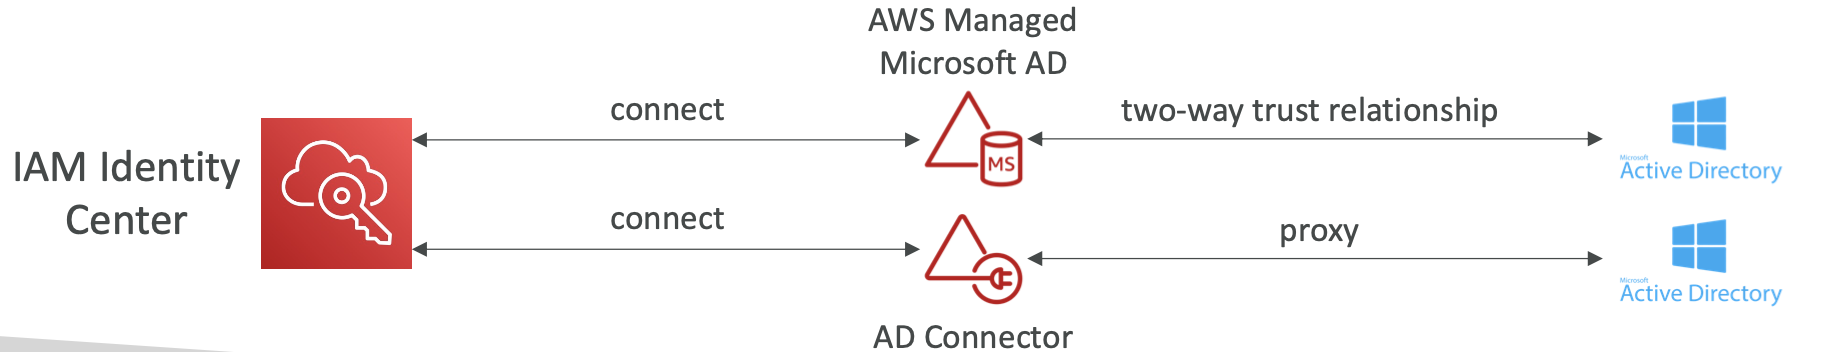 AWS Managed
Microsoft AD
connect
two-way trust relationship
MS
Microsoft
Active Directory
IAM Identity
Center
connect
proxy
Microsoft
Active Directory
AD Connector